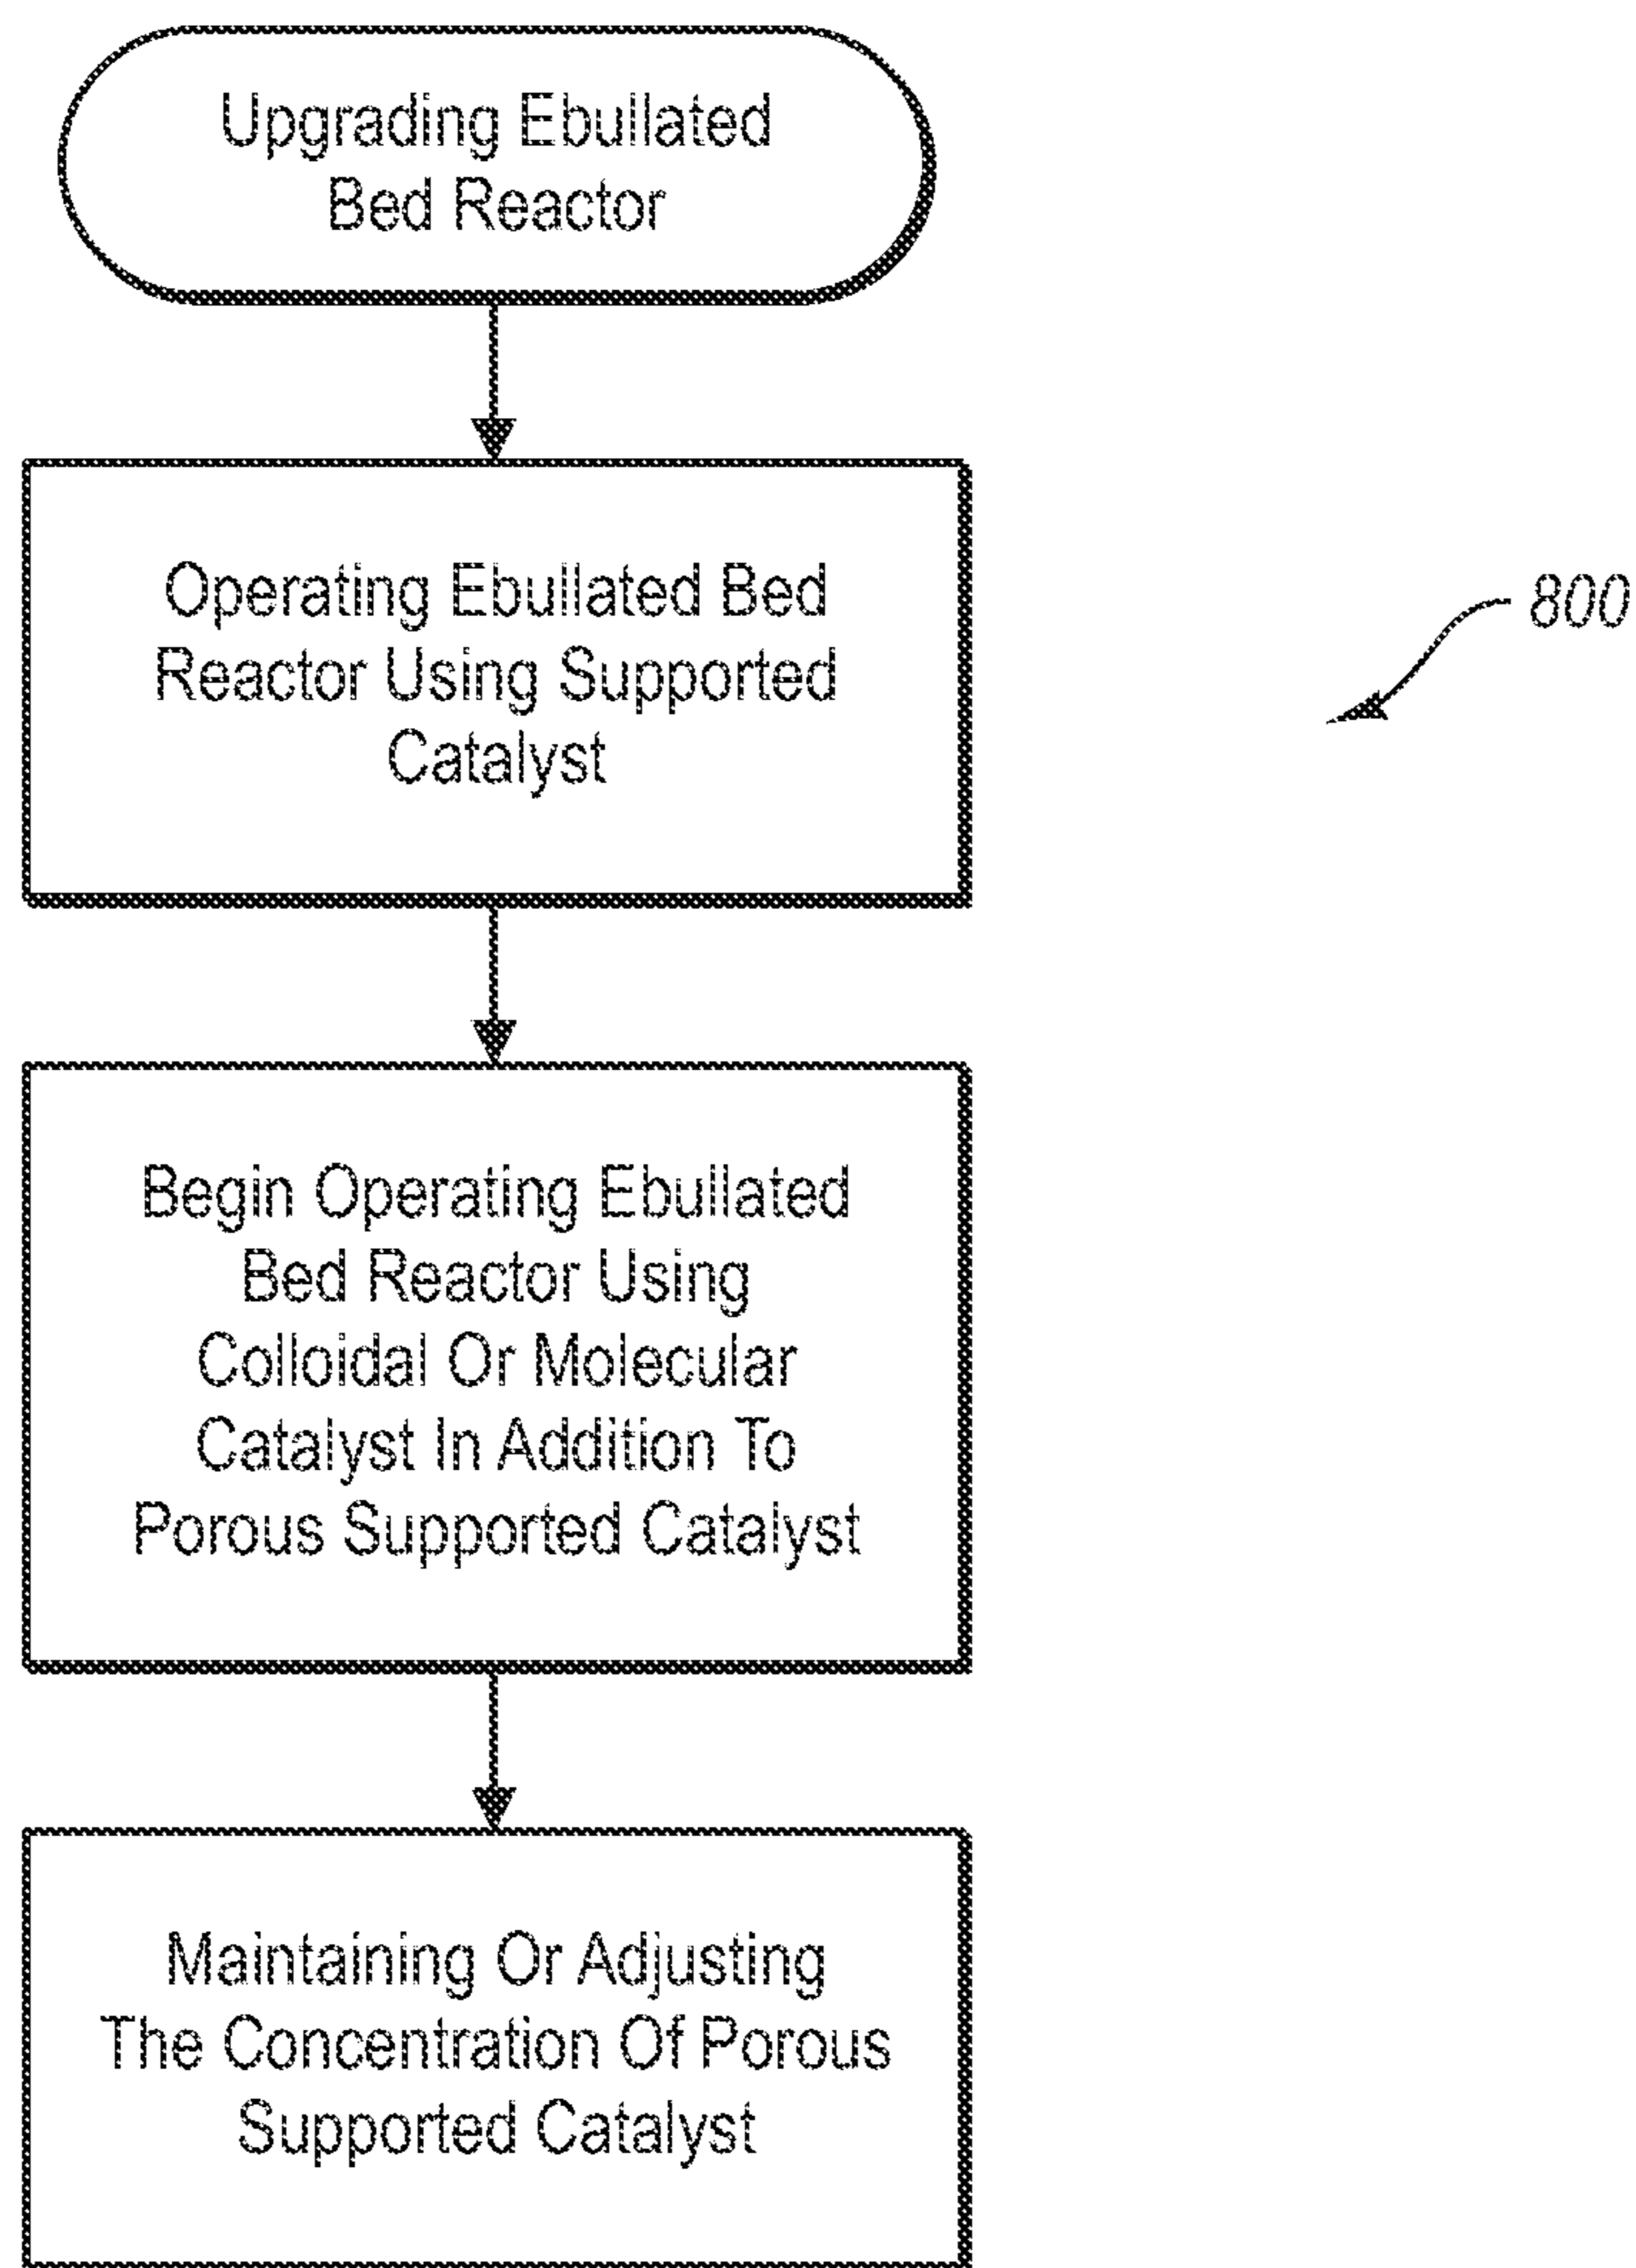 Upgrading Ebullated
Bed Reactor
Operating Ebullated Bed
Reactor Using Supported
Catalyst
800
Begin Operating Ebullated
Bed Reactor Using
Colloidal Or Molecular
Catalyst In Addition To
Porous Supported Catalyst
Maintaining Or Adjusting
The Concentration Of Porous
Supported Catalyst